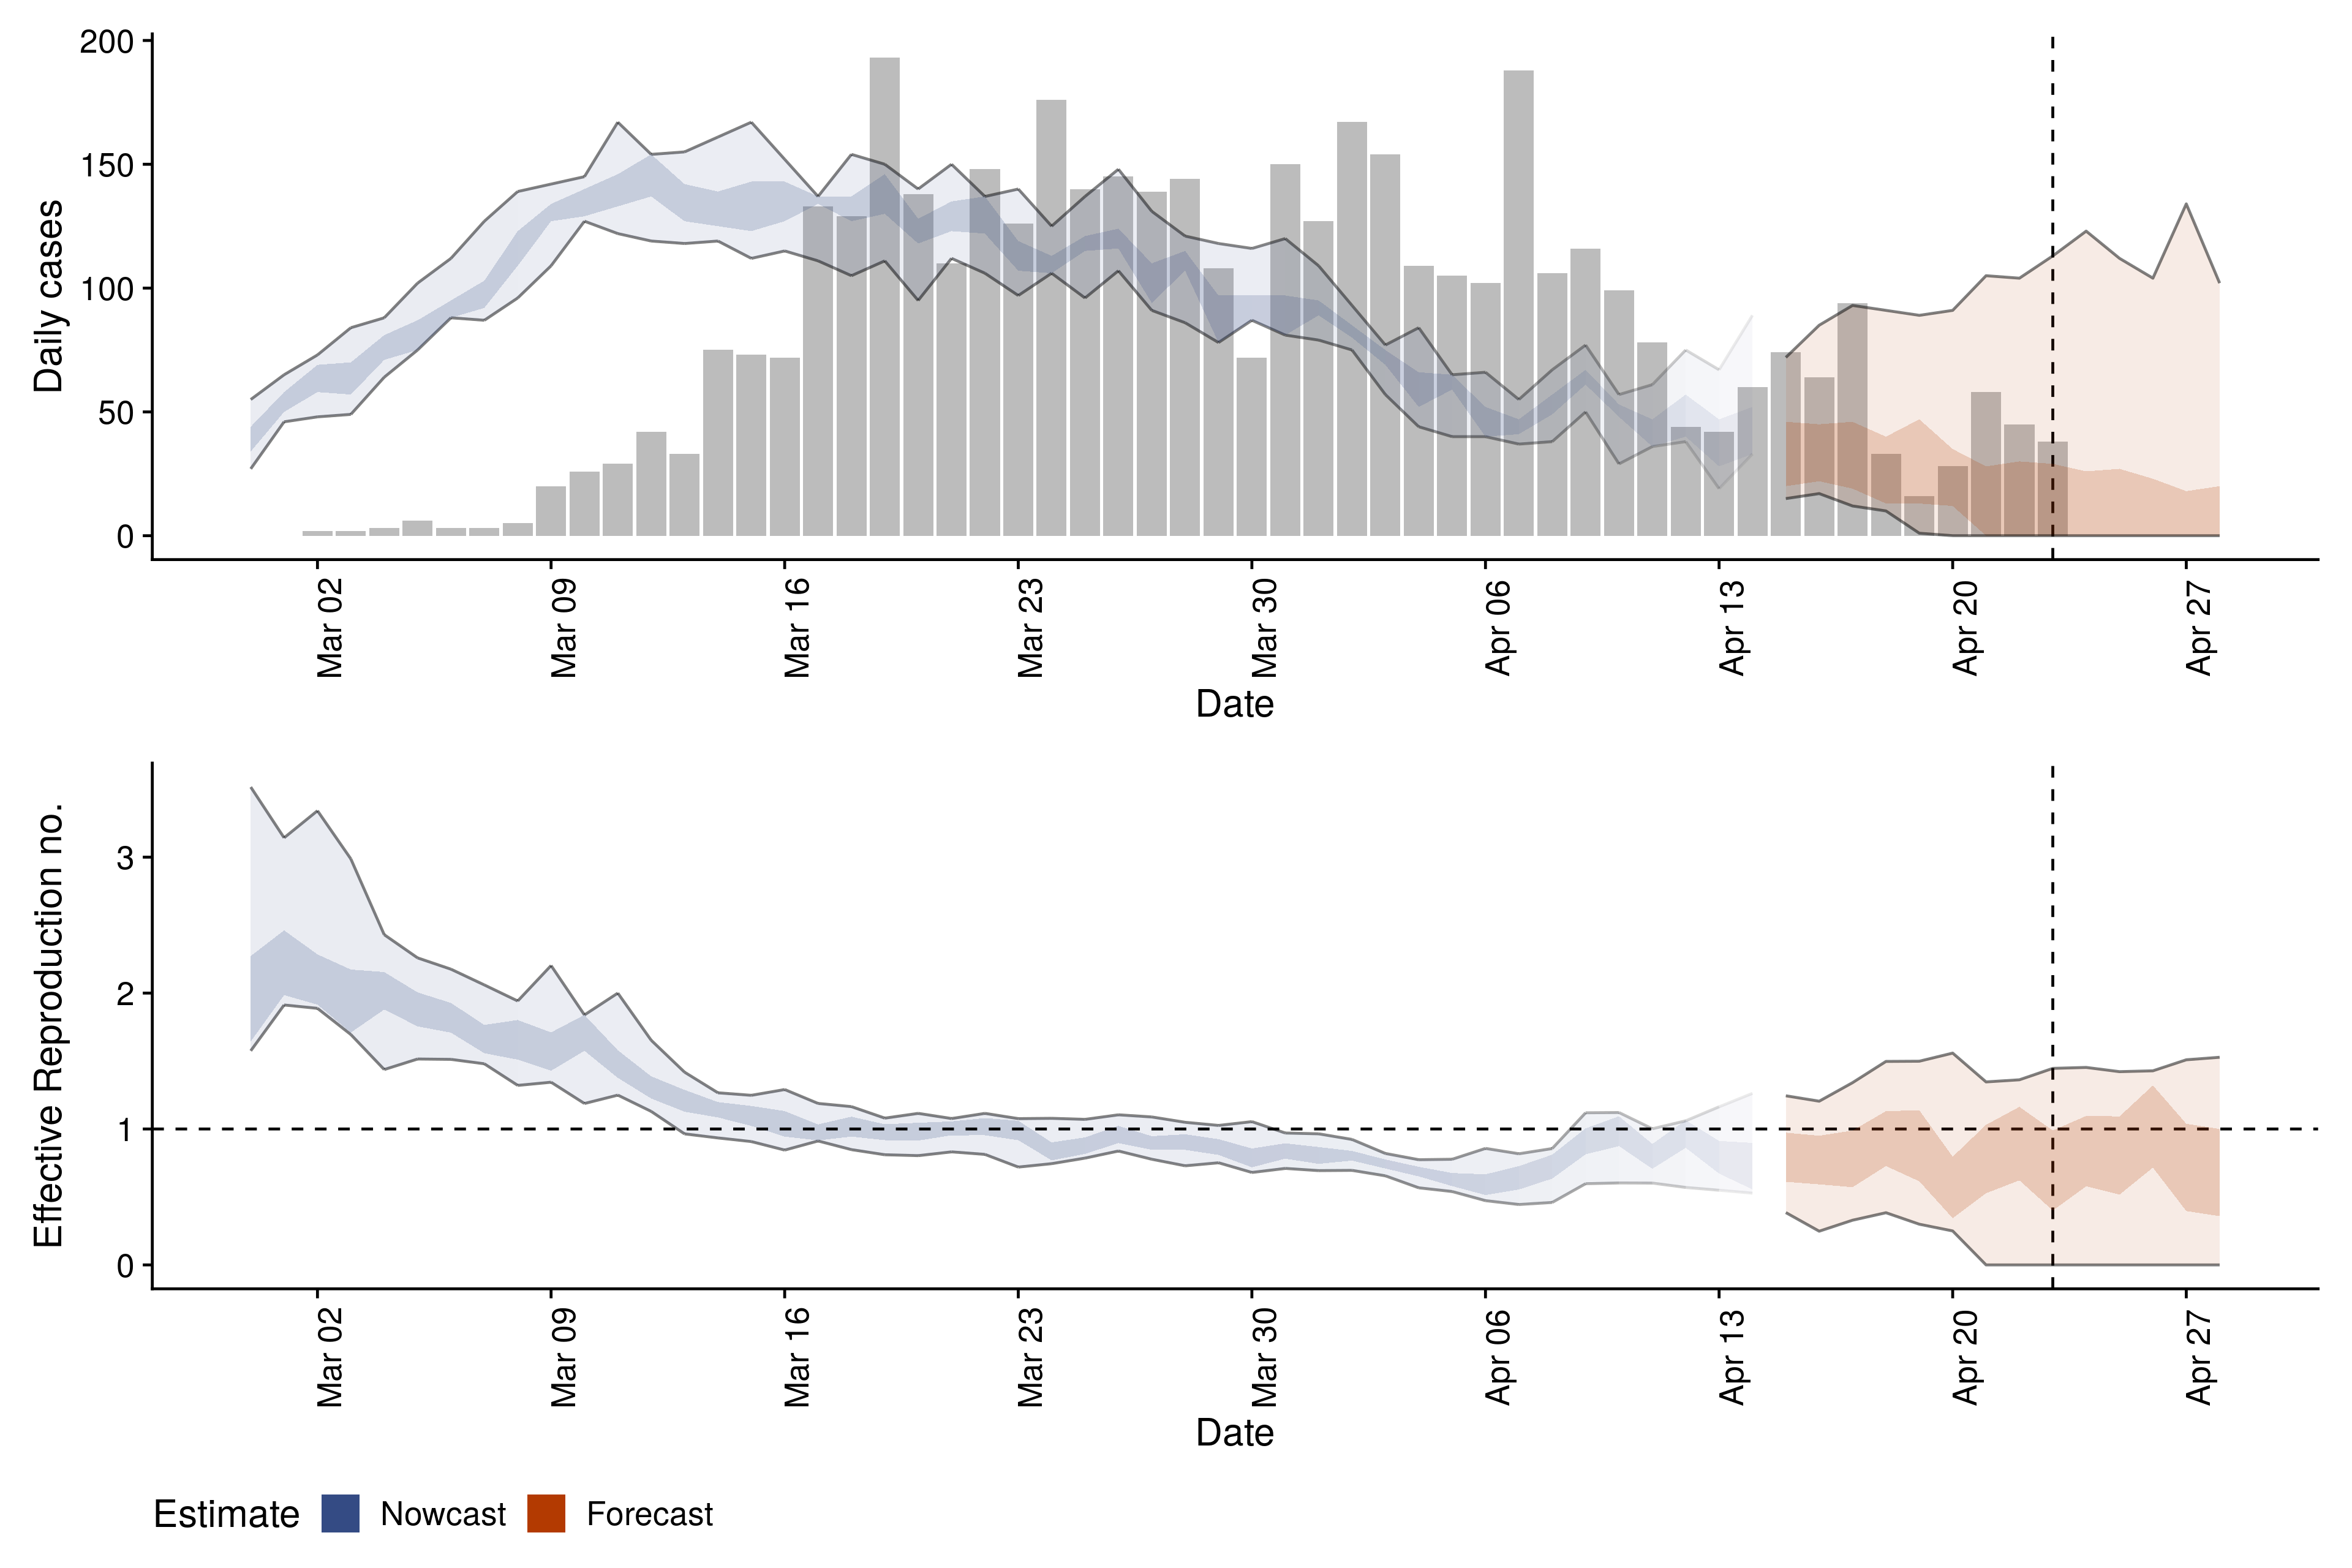 Daily cases
200
150
100
50
0
Mar 02
Mar 09
Mar 16
Mar 23
Mar 30
Apr 06
Apr 13
Apr 20
Apr 27
Date
Effective Reproduction no.
3
2
1
0
Mar 02
Mar 09
Mar 16
Mar 23
Mar 30
Apr 06
Apr 13
Apr 20
Apr 27
Date
Estimate Nowcast Forecast